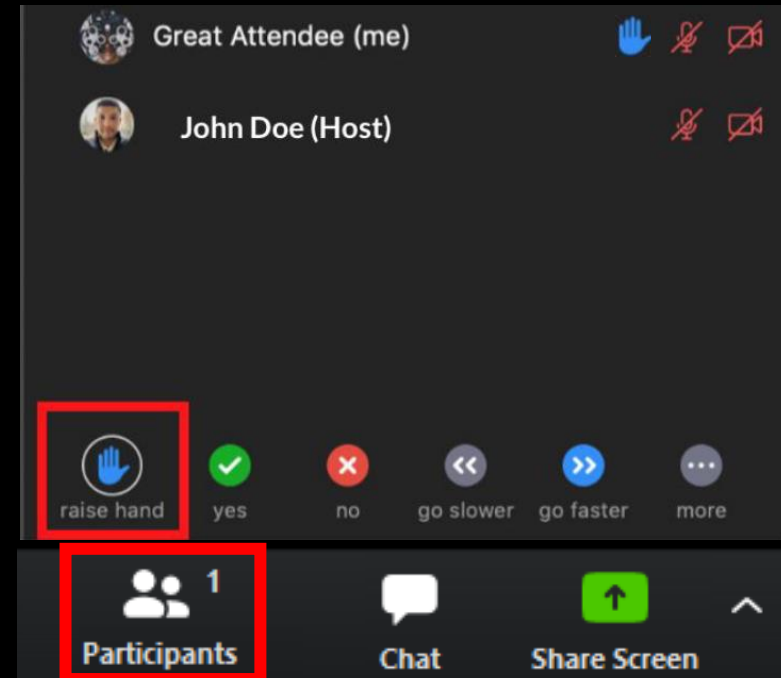 Great Attendee (me)
John Doe (Host)
raise hand yes no go slower go faster more
1
Participants Chat Share Screen